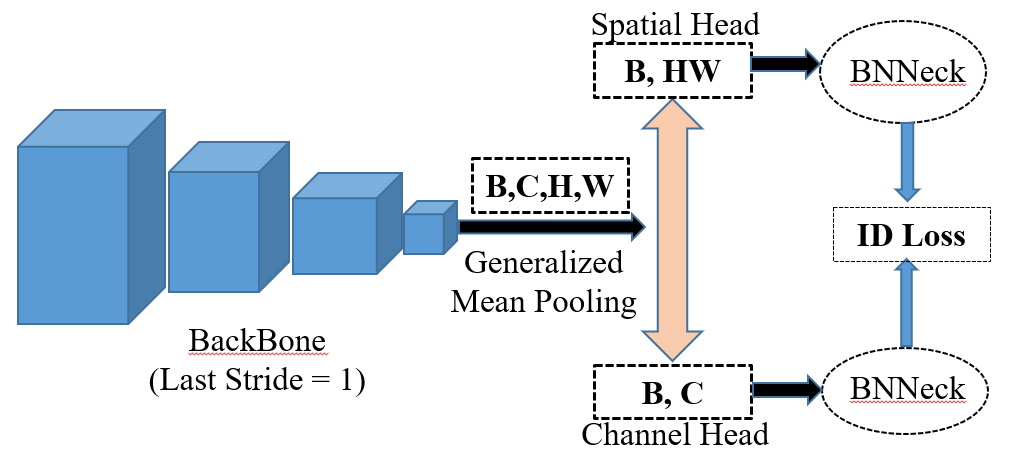 Spatial Head
B, HW
BNNeck
B,C,H,W
ID Loss
Generalized
Mean Pooling
BackBone
(Last Stride = 1)
B, C
BNNeck
Channel Head